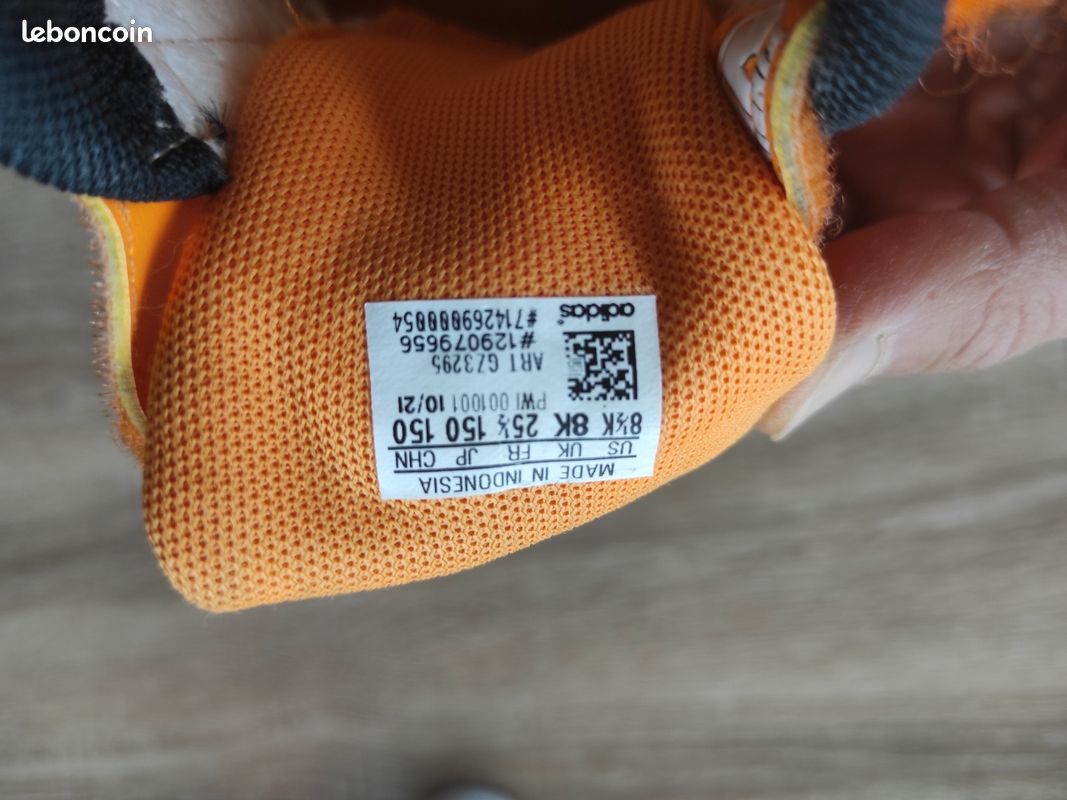 leboncoin
MADE IN INDONESIA
US UK FR JP CHN
8½K 8K 25½ 150 150
PWI 001001 10/21
ART GZ3295
#129079656
#714269000054
adidas